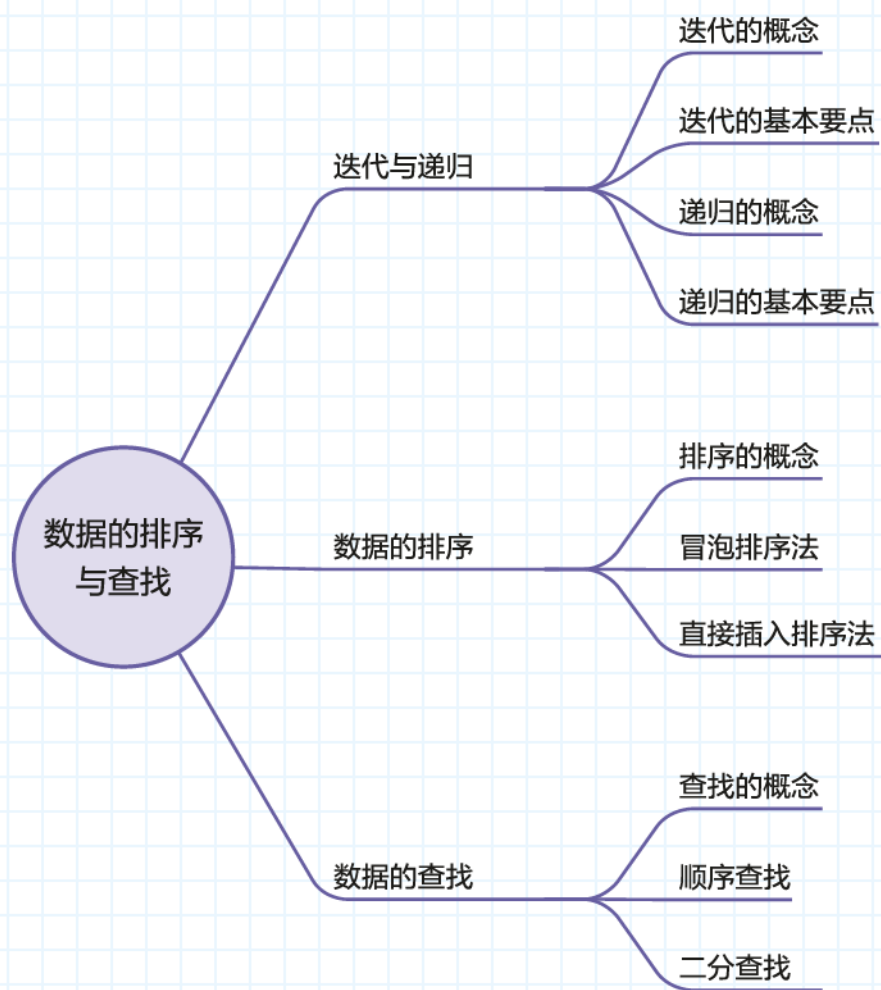 数据的排序
与查找
迭代与递归
迭代的概念
迭代的基本要点
递归的概念
递归的基本要点
数据的排序
排序的概念
冒泡排序法
直接插入排序法
数据的查找
查找的概念
顺序查找
二分查找